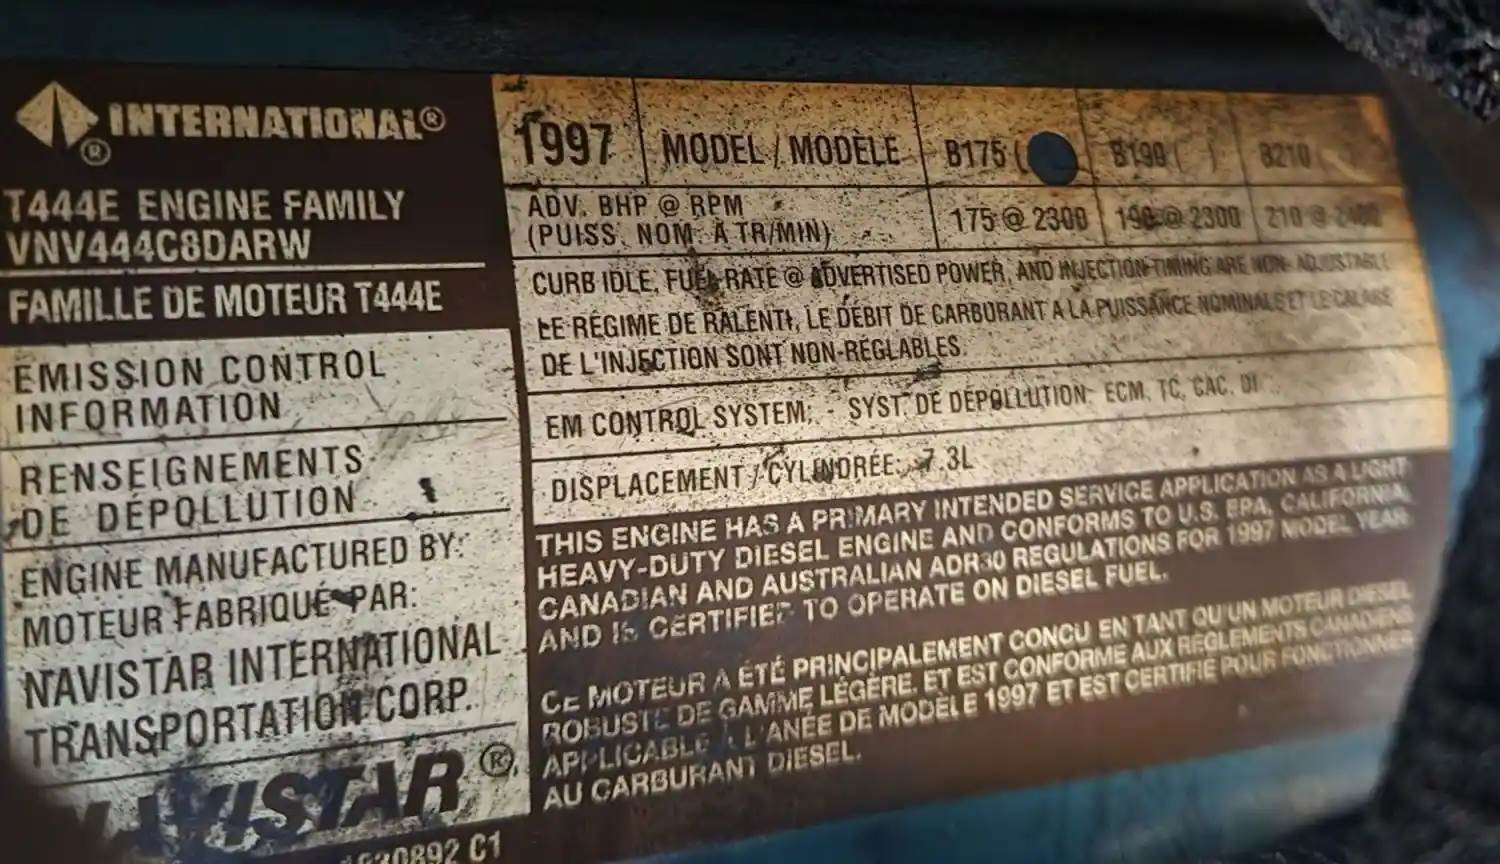 INTERNATIONAL®
®
T444E ENGINE FAMILY
VNV444C8DARW
FAMILLE DE MOTEUR T444E
EMISSION CONTROL
INFORMATION
RENSEIGNEMENTS
DE DÉPOLLUTION
ENGINE MANUFACTURED BY:
MOTEUR FABRIQUÉ PAR:
NAVISTAR INTERNATIONAL
TRANSPORTATION CORP.
NAVISTAR®
C1
1997 MODEL / MODÈLE B175 ( B190 ( ) B210
ADV. BHP @ RPM
(PUISS. NOM. À TR/MIN) 175 @ 2300 190 @ 2300 210 @
CURB IDLE, FUEL RATE @ ADVERTISED POWER, AND INJECTION TIMING ARE NON-ADJUSTABLE
LE RÉGIME DE RALENTI, LE DÉBIT DE CARBURANT A LA PUISSANCE NOMINALE ET LE CALAGE
DE L'INJECTION SONT NON-RÉGLABLES.
EM CONTROL SYSTEM: - SYST. DE DÉPOLLUTION: ECM, TC, CAC, DI
DISPLACEMENT / CYLINDRÉE: 7.3L
THIS ENGINE HAS A PRIMARY INTENDED SERVICE APPLICATION AS A LIGHT
HEAVY-DUTY DIESEL ENGINE AND CONFORMS TO U.S. EPA, CALIFORNIA,
CANADIAN AND AUSTRALIAN ADR30 REGULATIONS FOR 1997 MODEL YEAR
AND IS CERTIFIED TO OPERATE ON DIESEL FUEL.
CE MOTEUR A ÉTÉ PRINCIPALEMENT CONCU EN TANT QU'UN MOTEUR DIESEL
ROBUSTE DE GAMME LÉGÈRE, ET EST CONFORME AUX RÉGLEMENTS CANADIENS
APPLICABLE À L'ANÉE DE MODÈLE 1997 ET EST CERTIFIÉ POUR FONCTIONNER
AU CARBURANT DIESEL.